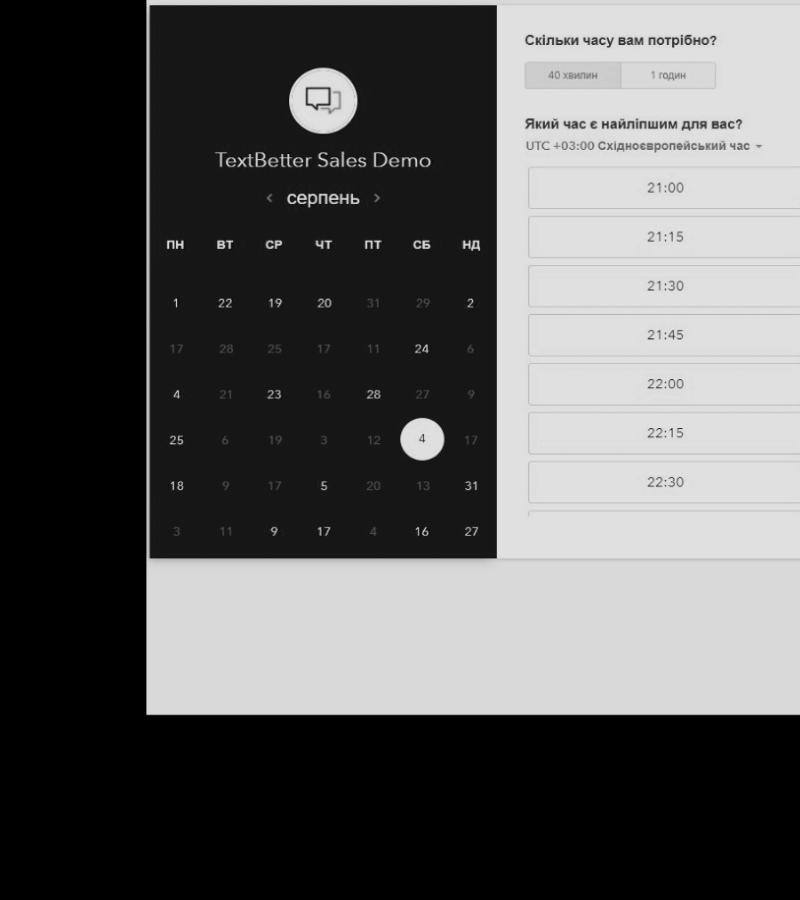 TextBetter Sales Demo
серпень
ПН ВТ СР ЧТ ПТ СБ НД
1 22 19 20 31 29 2
17 28 25 17 11 24 6
4 21 23 16 28 27 9
25 6 19 3 12 4 17
18 9 17 5 20 13 31
3 11 9 17 4 16 27
Скільки часу вам потрібно?
40 хвилин 1 годин
Який час є найліпшим для вас?
UTC +03:00 Східноєвропейський час
21:00
21:15
21:30
21:45
22:00
22:15
22:30